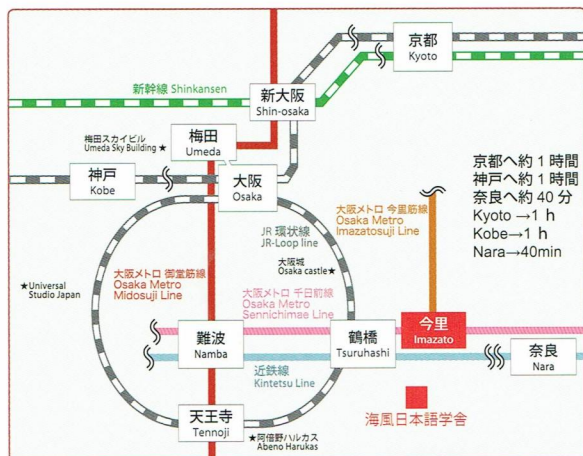 京都
Kyoto
新幹線 Shinkansen
新大阪
Shin-osaka
梅田スカイビル
Umeda Sky Building ★
梅田
Umeda
神戸
Kobe
大阪
Osaka
京都へ約1時間
神戸へ約1時間
奈良へ約40分
Kyoto →1 h
Kobe→1 h
Nara→40min
大阪メトロ 今里筋線
Osaka Metro
Imazatosuji Line
JR 環状線
JR-Loop line
大阪城
Osaka castle★
★Universal
Studio Japan
大阪メトロ 御堂筋線
Osaka Metro
Midosuji Line
大阪メトロ 千日前線
Osaka Metro
Sennichimae Line
難波
Namba
鶴橋
Tsuruhashi
今里
Imazato
奈良
Nara
近鉄線
Kintetsu Line
海風日本語学舎
天王寺
Tennoji
★阿倍野ハルカス
Abeno Harukas